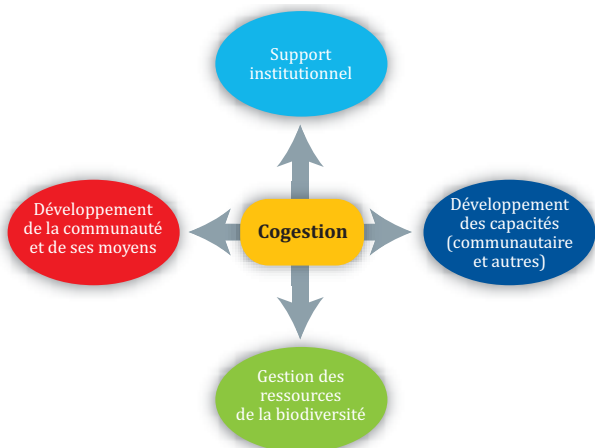 Support
institutionnel
Développement
de la communauté
et de ses moyens
Cogestion
Développement
des capacités
(communautaire
et autres)
Gestion des
ressources
de la biodiversité